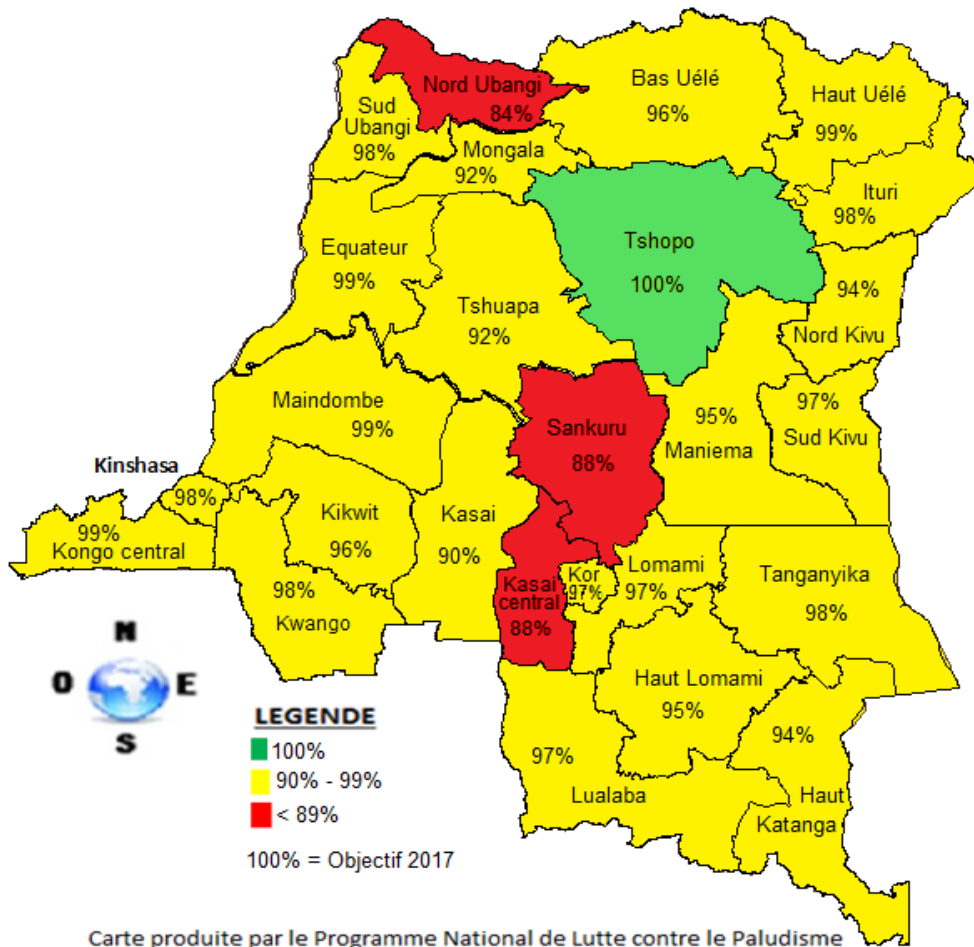 Nord Ubangi
84%
Bas Uélé
96%
Haut Uélé
99%
Sud
Ubangi
98%
Mongala
92%
Ituri
98%
Tshopo
100%
Equateur
99%
Tshuapa
92%
94%
Nord Kivu
Maindombe
99%
Sankuru
88%
95%
Maniema
97%
Sud Kivu
Kinshasa
98%
99%
Kongo central
Kikwit
96%
Kasai
90%
98%
Kwango
Kasai
central
88%
Kor
97%
Lomami
97%
Tanganyika
98%
Haut Lomami
95%
97%
Lualaba
94%
Haut
Katanga
N
O
E
S
LEGENDE
100%
90% - 99%
< 89%
100% = Objectif 2017
Carte produite par le Programme National de Lutte contre le Paludisme